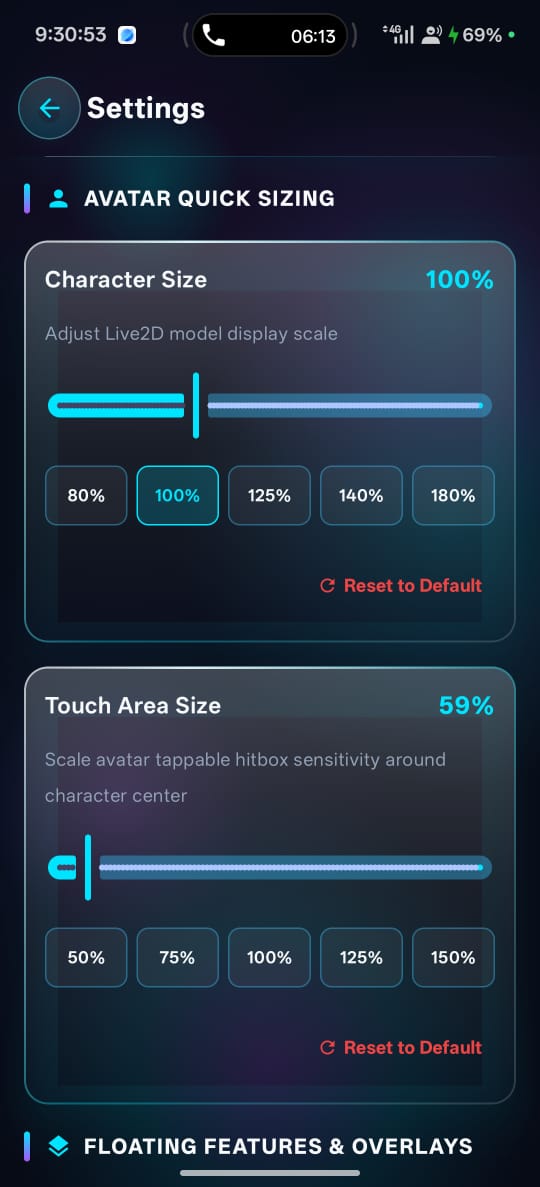 9:30:53
06:13
4G
69%
Settings
AVATAR QUICK SIZING
Character Size
100%
Adjust Live2D model display scale
80%
100%
125%
140%
180%
Reset to Default
Touch Area Size
59%
Scale avatar tappable hitbox sensitivity around
character center
50%
75%
100%
125%
150%
Reset to Default
FLOATING FEATURES & OVERLAYS